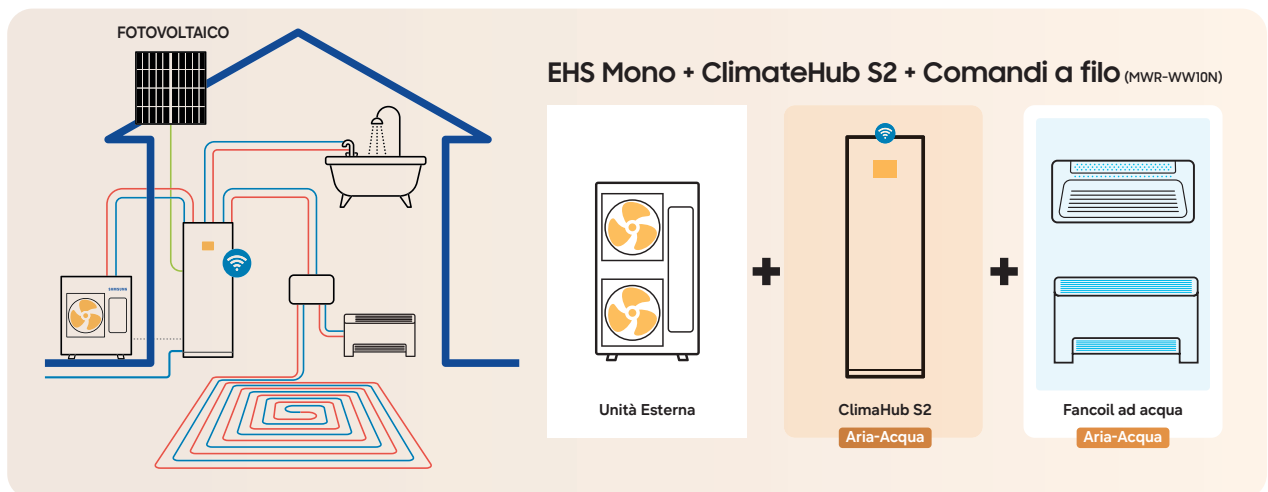 FOTOVOLTAICO
SAMSUNG
EHS Mono + ClimateHub S2 + Comandi a filo (MWR-WW10N)
Unità Esterna
ClimaHub S2
Aria-Acqua
Fancoil ad acqua
Aria-Acqua